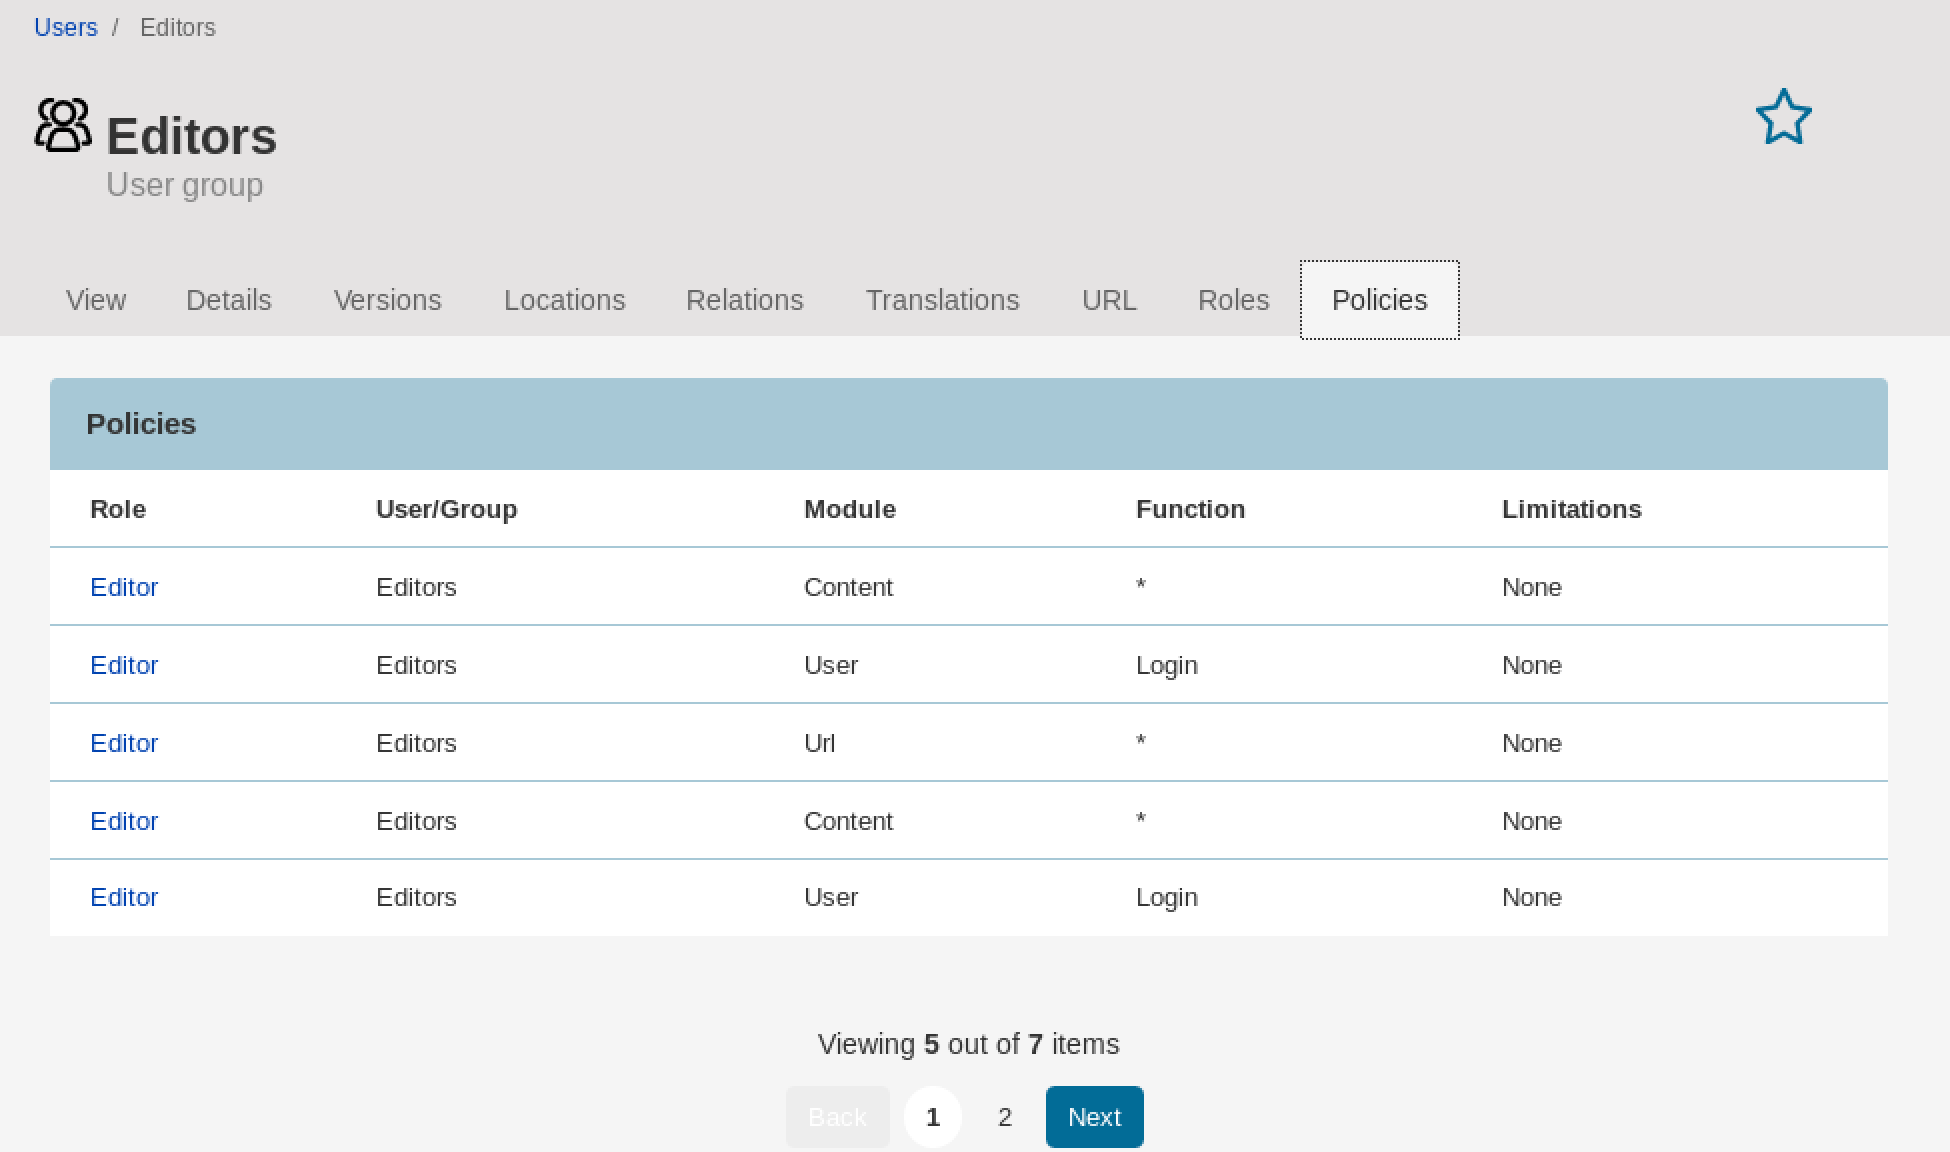 Users / Editors
Editors
User group
View Details Versions Locations Relations Translations URL Roles Policies
Policies
Role User/Group Module Function Limitations
Editor Editors Content * None
Editor Editors User Login None
Editor Editors Url * None
Editor Editors Content * None
Editor Editors User Login None
Viewing 5 out of 7 items
Back 1 2 Next